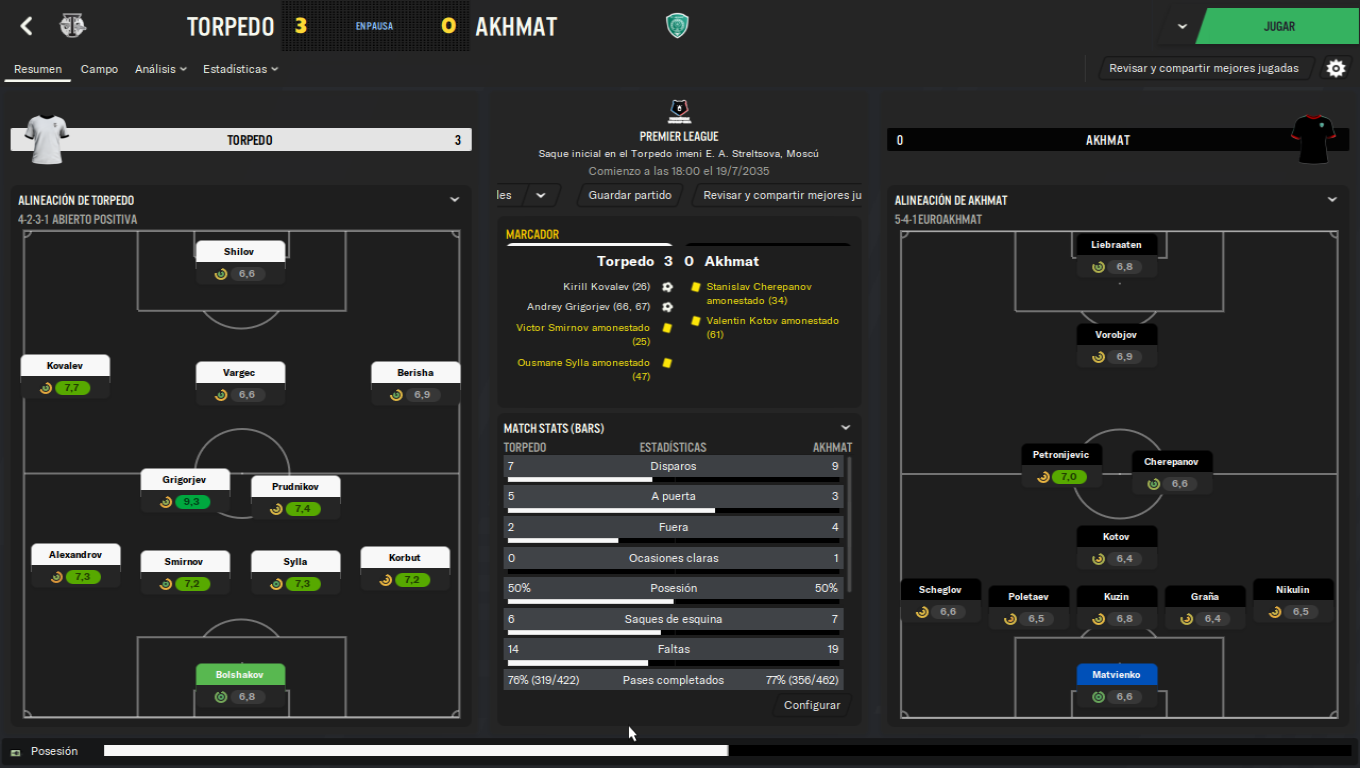 TORPEDO
3
EN PAUSA
0
AKHMAT
JUGAR
Resumen
Campo
Análisis
Estadísticas
Revisar y compartir mejores jugadas
TORPEDO
3
PREMIER LEAGUE
Saque inicial en el Torpedo imeni E. A. Streltsova, Moscú
Comienzo a las 18:00 el 19/7/2035
les
Guardar partido
Revisar y compartir mejores ju
0
AKHMAT
ALINEACIÓN DE TORPEDO
4-2-3-1 ABIERTO POSITIVA
Shilov
6,6
Kovalev
7,7
Vargec
6,6
Berisha
6,9
Grigorjev
9,3
Prudnikov
7,4
Alexandrov
7,3
Smirnov
7,2
Sylla
7,3
Korbut
7,2
Bolshakov
6,8
MARCADOR
Torpedo 3 0 Akhmat
Kirill Kovalev (26)
Andrey Grigorjev (66, 67)
Victor Smirnov amonestado
(25)
Ousmane Sylla amonestado
(47)
Stanislav Cherepanov
amonestado (34)
Valentin Kotov amonestado
(61)
MATCH STATS (BARS)
TORPEDO ESTADÍSTICAS AKHMAT
7 Disparos 9
5 A puerta 3
2 Fuera 4
0 Ocasiones claras 1
50% Posesión 50%
6 Saques de esquina 7
14 Faltas 19
76% (319/422) Pases completados 77% (356/462)
Configurar
ALINEACIÓN DE AKHMAT
5-4-1 EUROAKHMAT
Liebraaten
6,8
Vorobjov
6,9
Petronijevic
7,0
Cherepanov
6,6
Kotov
6,4
Scheglov
6,6
Poletaev
6,5
Kuzin
6,8
Graña
6,4
Nikulin
6,5
Matvienko
6,6
Posesión